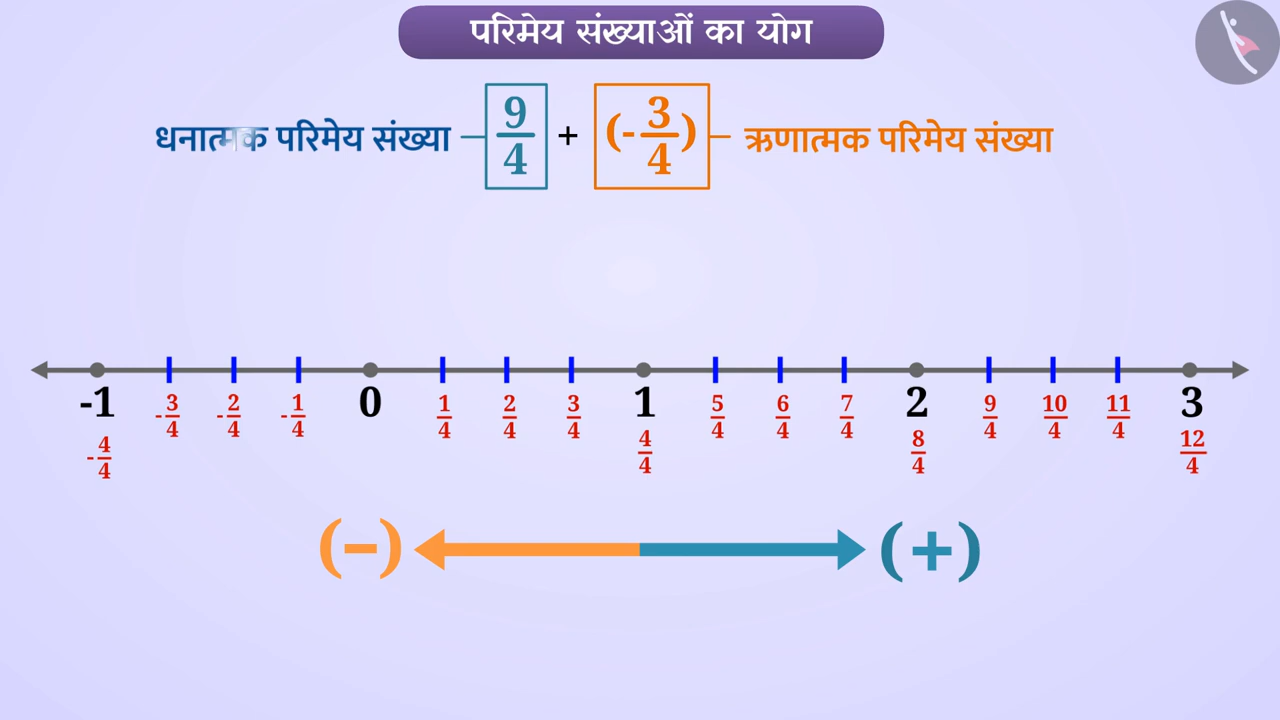 परिमेय संख्याओं का योग
धनात्मक परिमेय संख्या 9/4 + (-3/4) ऋणात्मक परिमेय संख्या
-1 0 1 2 3
-3/4 -2/4 -1/4 1/4 2/4 3/4 5/4 6/4 7/4 9/4 10/4 11/4
-4/4 4/4 8/4 12/4
(-) (+)